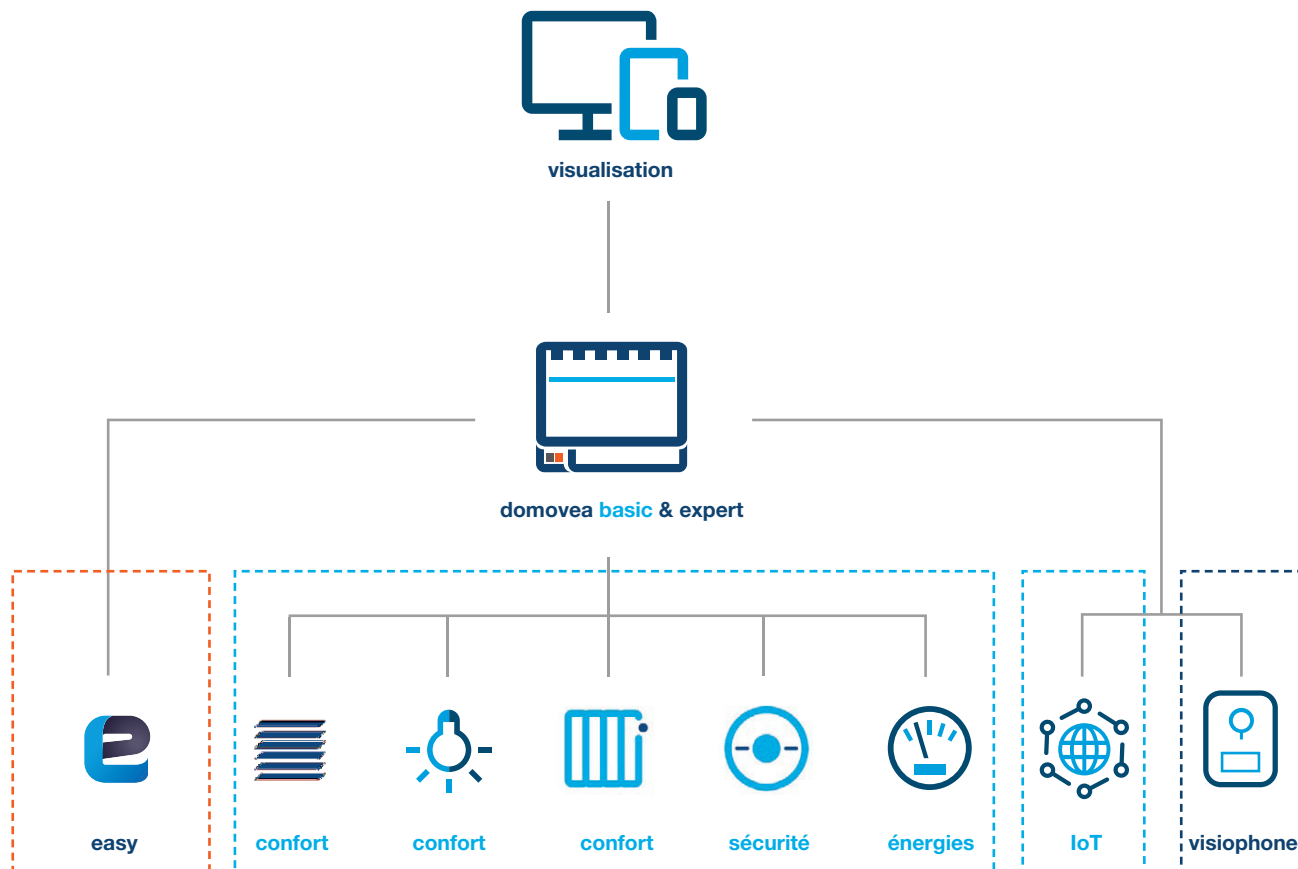 visualisation
domovea basic & expert
easy
confort
confort
confort
sécurité
énergies
IoT
visiophone